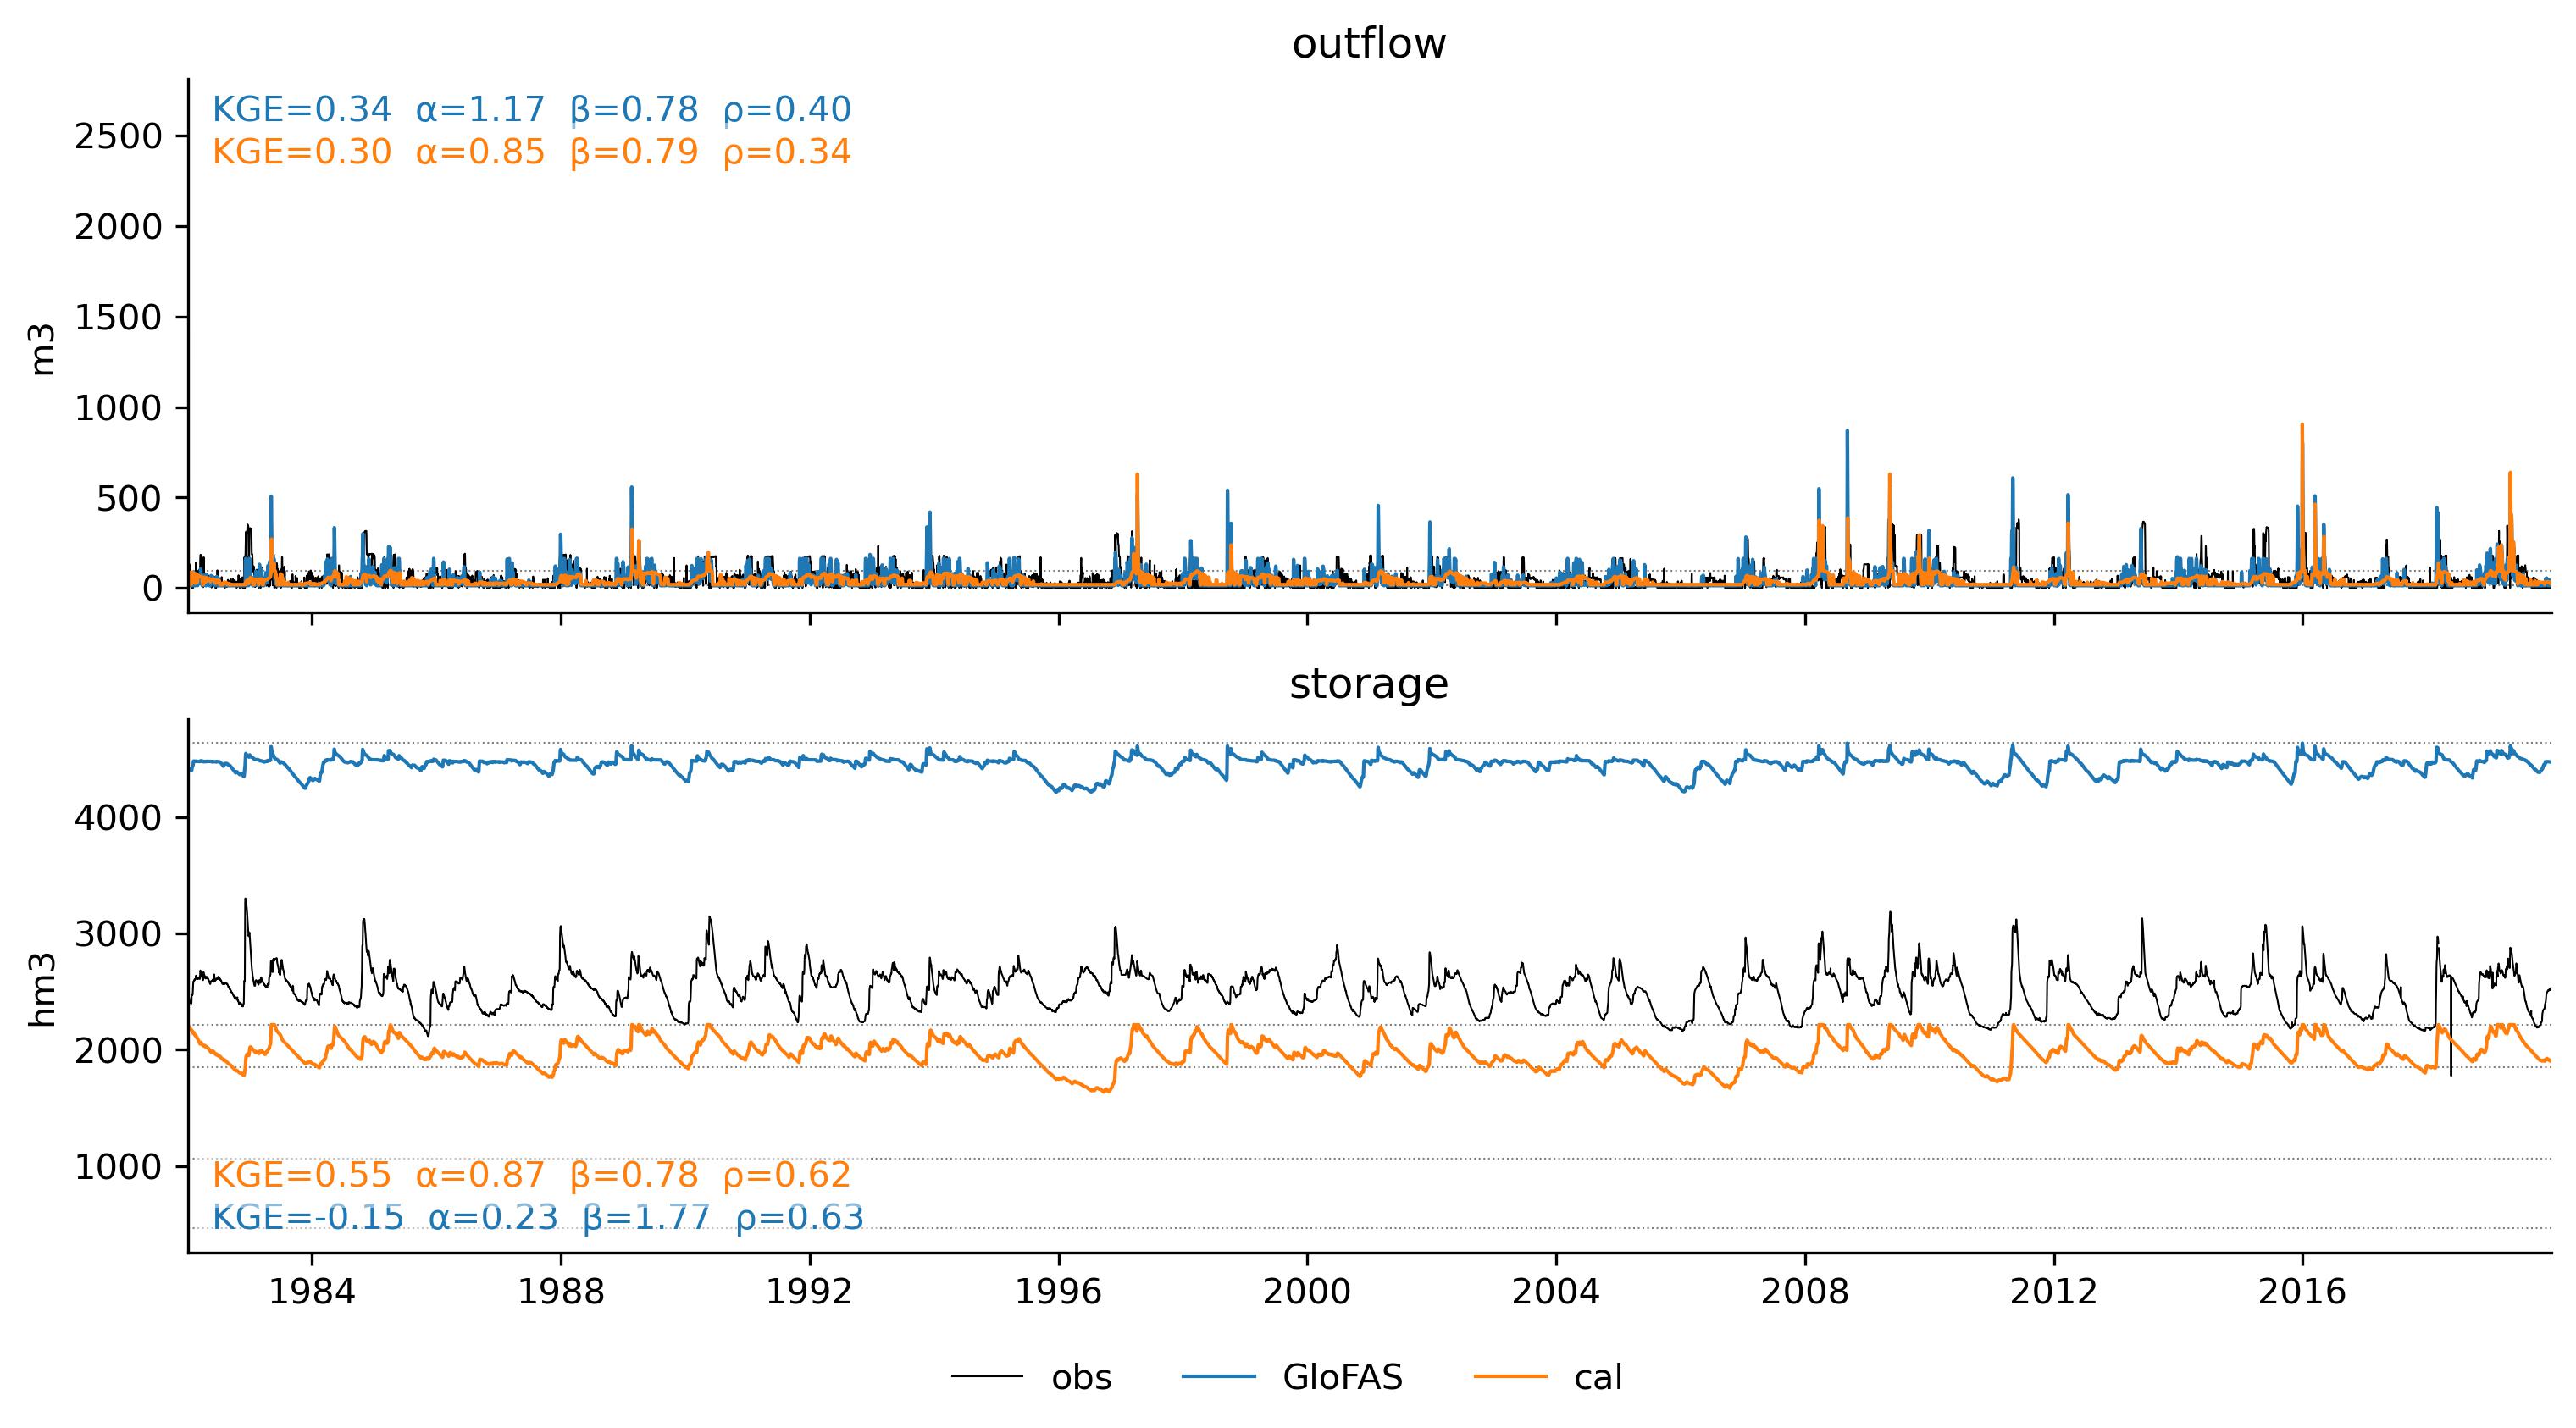 outflow
KGE=0.34 α=1.17 β=0.78 ρ=0.40
KGE=0.30 α=0.85 β=0.79 ρ=0.34
2500
2000
1500
1000
500
0
m3
storage
4000
3000
2000
1000
hm3
KGE=0.55 α=0.87 β=0.78 ρ=0.62
KGE=-0.15 α=0.23 β=1.77 ρ=0.63
1984 1988 1992 1996 2000 2004 2008 2012 2016
obs GloFAS cal